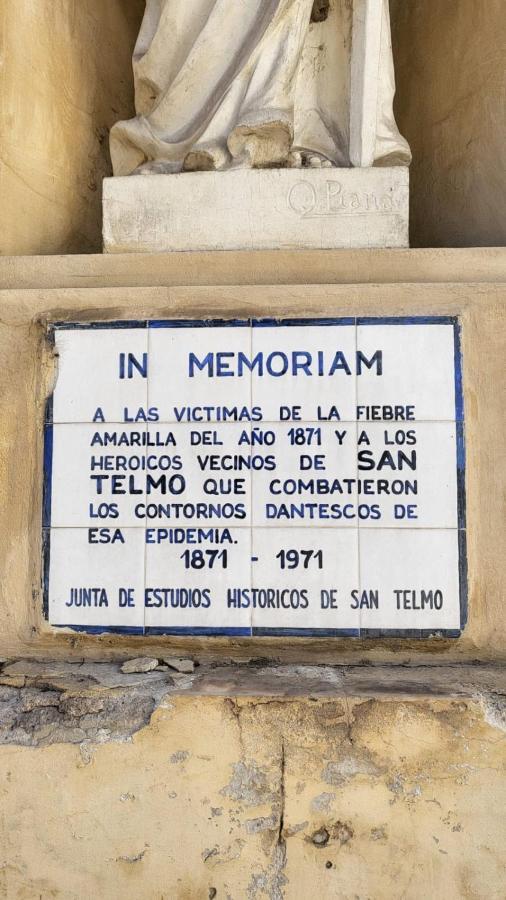 Q Piana
IN MEMORIAM
A LAS VICTIMAS DE LA FIEBRE
AMARILLA DEL AÑO 1871 Y A LOS
HEROICOS VECINOS DE SAN
TELMO QUE COMBATIERON
LOS CONTORNOS DANTESCOS DE
ESA EPIDEMIA.
1871 - 1971
JUNTA DE ESTUDIOS HISTORICOS DE SAN TELMO